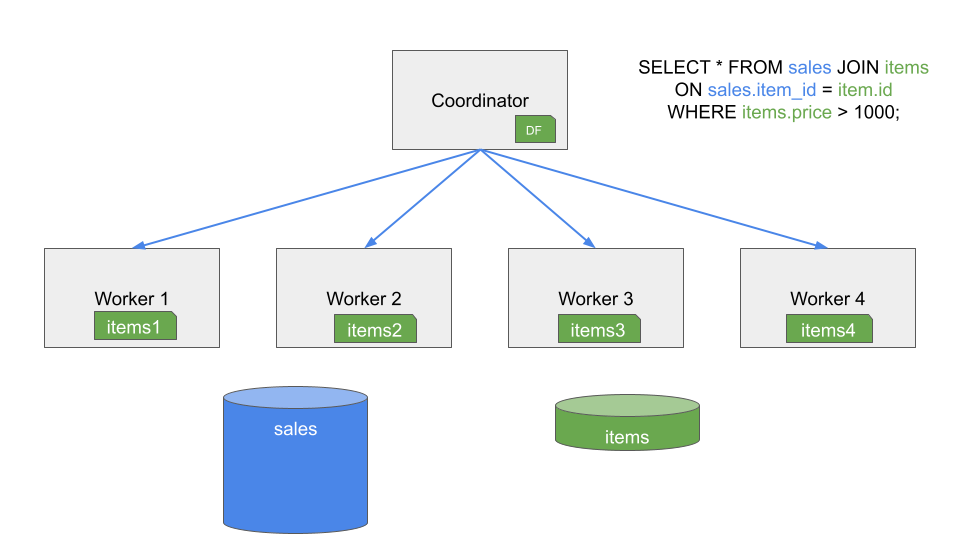 SELECT * FROM sales JOIN items
ON sales.item_id = item.id
WHERE items.price > 1000;
Coordinator
DF
Worker 1
items1
Worker 2
items2
Worker 3
items3
Worker 4
items4
sales
items